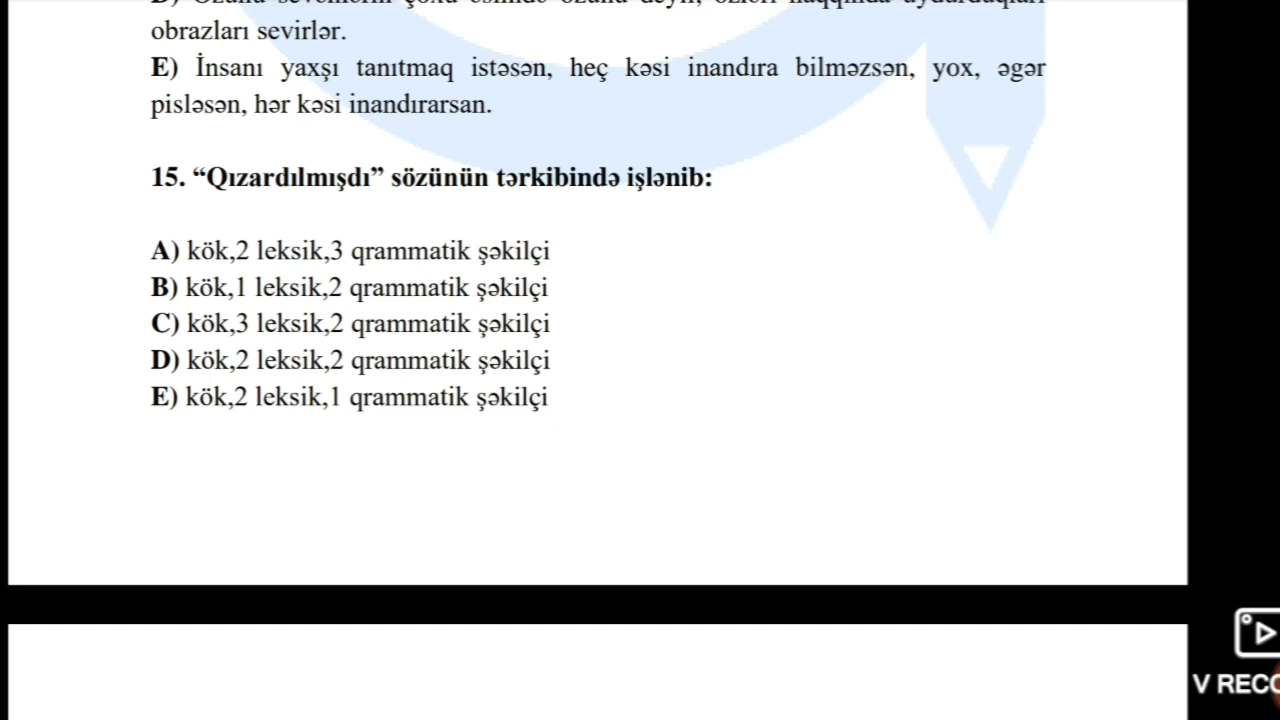 obrazları sevirlər.
E) İnsanı yaxşı tanıtmaq istəsən, heç kəsi inandıra bilməzsən, yox, əgər
pisləsən, hər kəsi inandırarsan.
15. “Qızardılmışdı” sözünün tərkibində işlənib:
A) kök,2 leksik,3 qrammatik şəkilçi
B) kök,1 leksik,2 qrammatik şəkilçi
C) kök,3 leksik,2 qrammatik şəkilçi
D) kök,2 leksik,2 qrammatik şəkilçi
E) kök,2 leksik,1 qrammatik şəkilçi
V REC